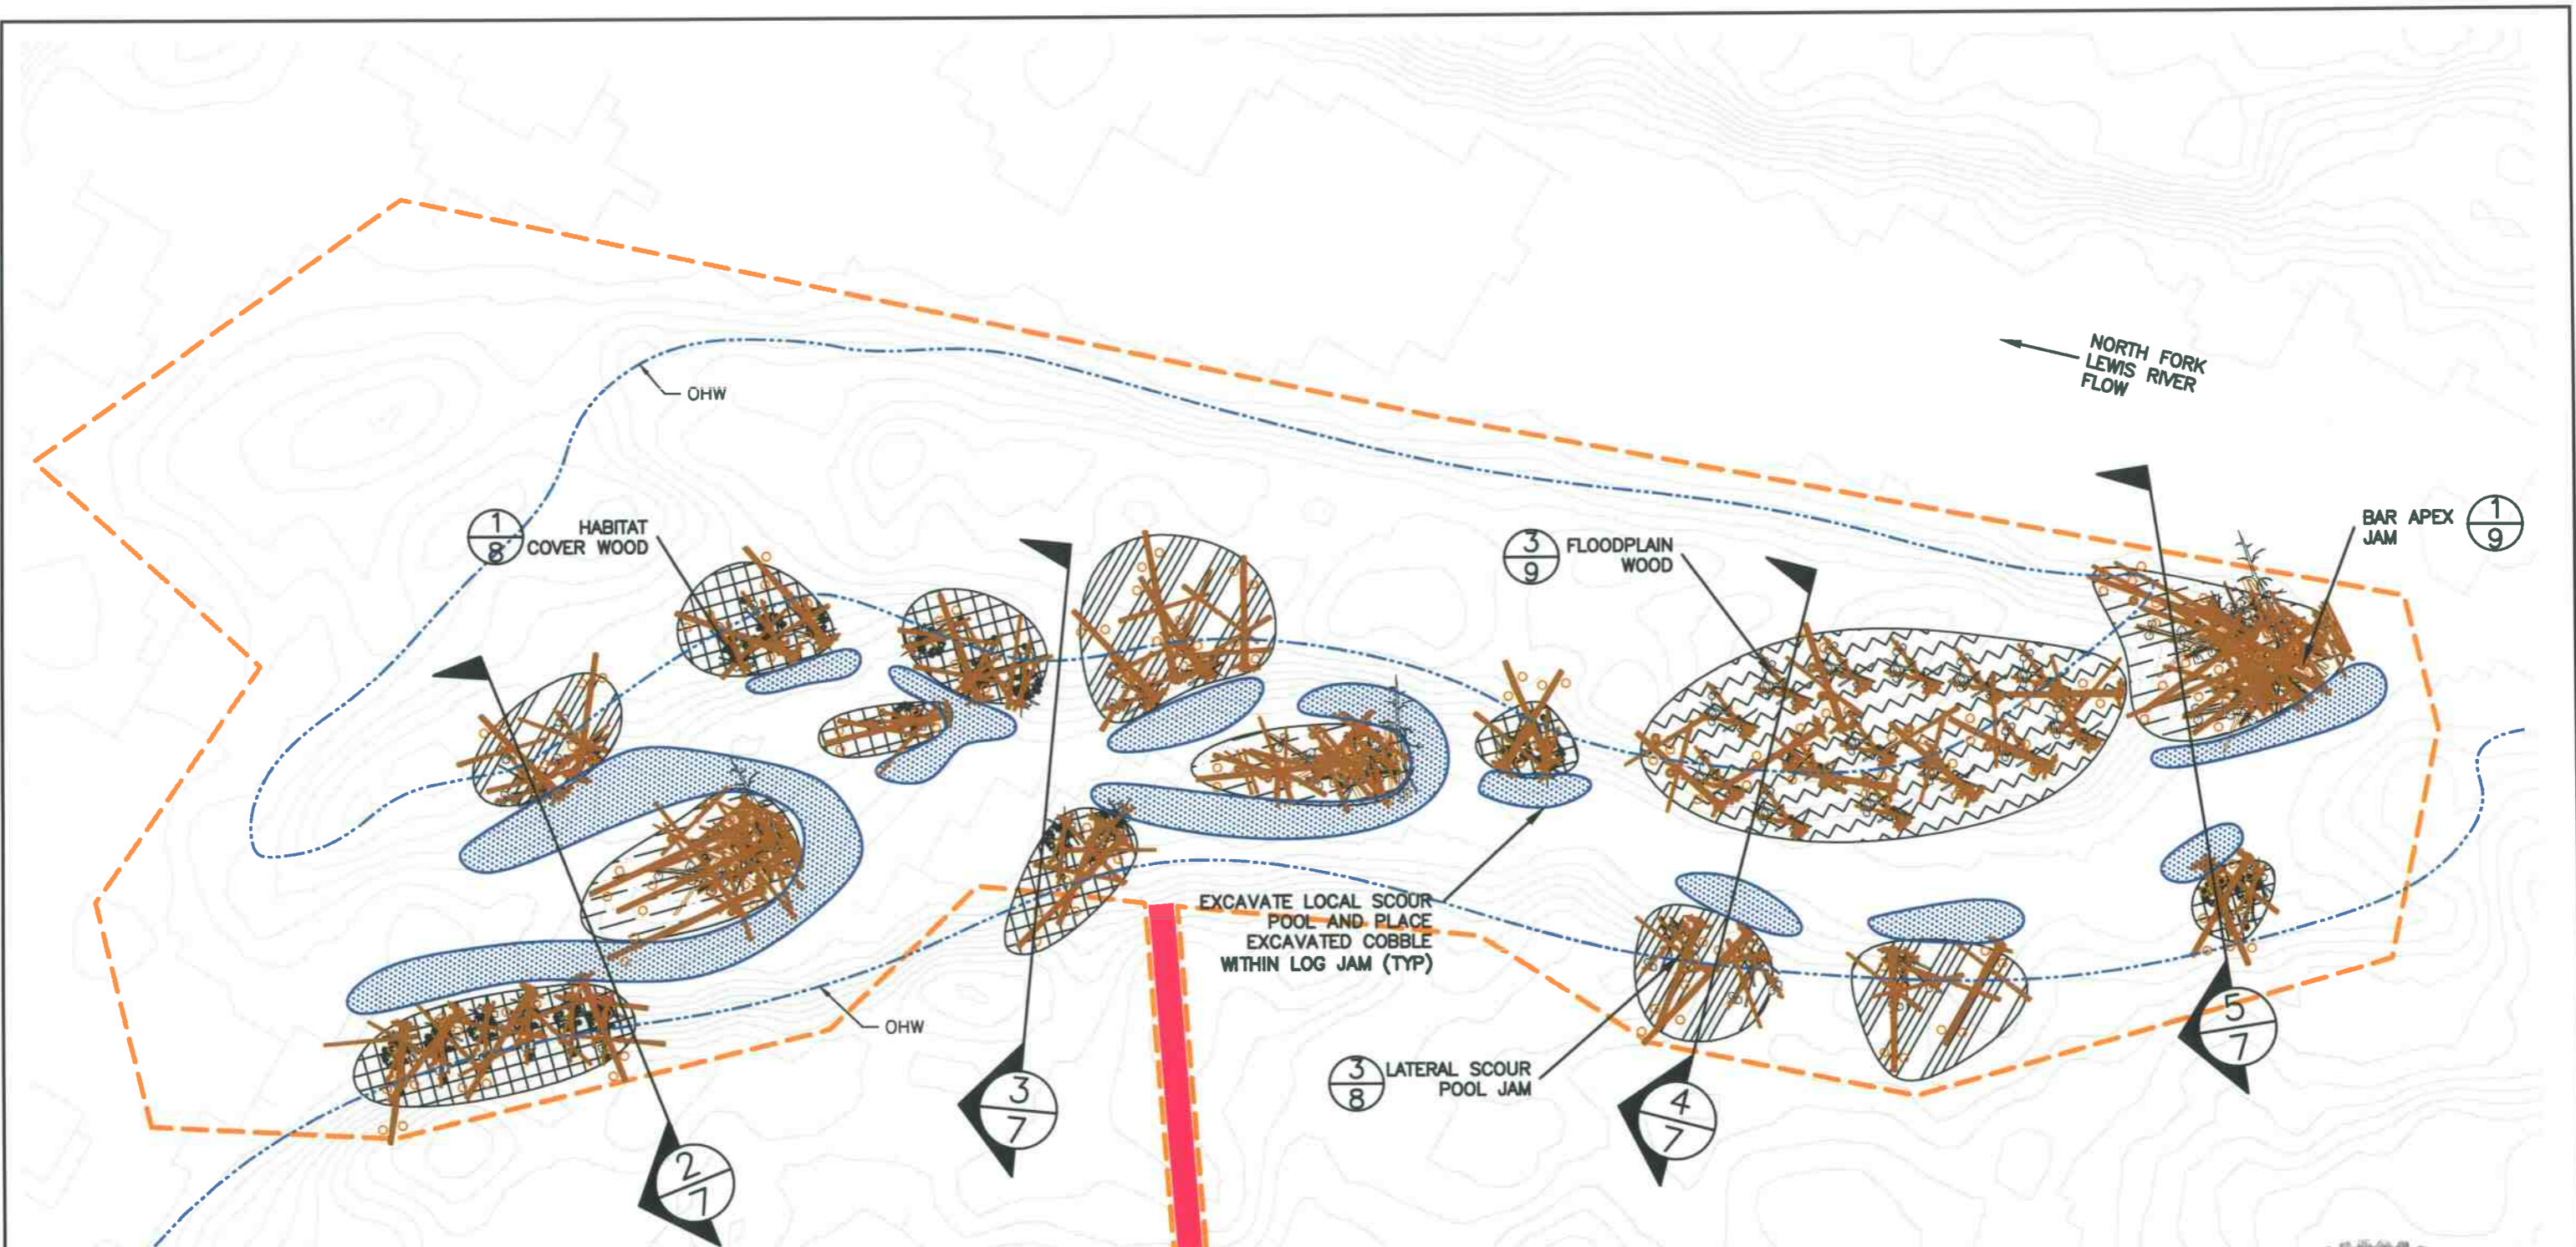 NORTH FORK
LEWIS RIVER
FLOW
OHW
1
8
HABITAT
COVER WOOD
3
9
FLOODPLAIN
WOOD
BAR APEX
JAM
1
9
EXCAVATE LOCAL SCOUR
POOL AND PLACE
EXCAVATED COBBLE
WITHIN LOG JAM (TYP)
OHW
3
8
LATERAL SCOUR
POOL JAM
2
7
3
7
4
7
5
7